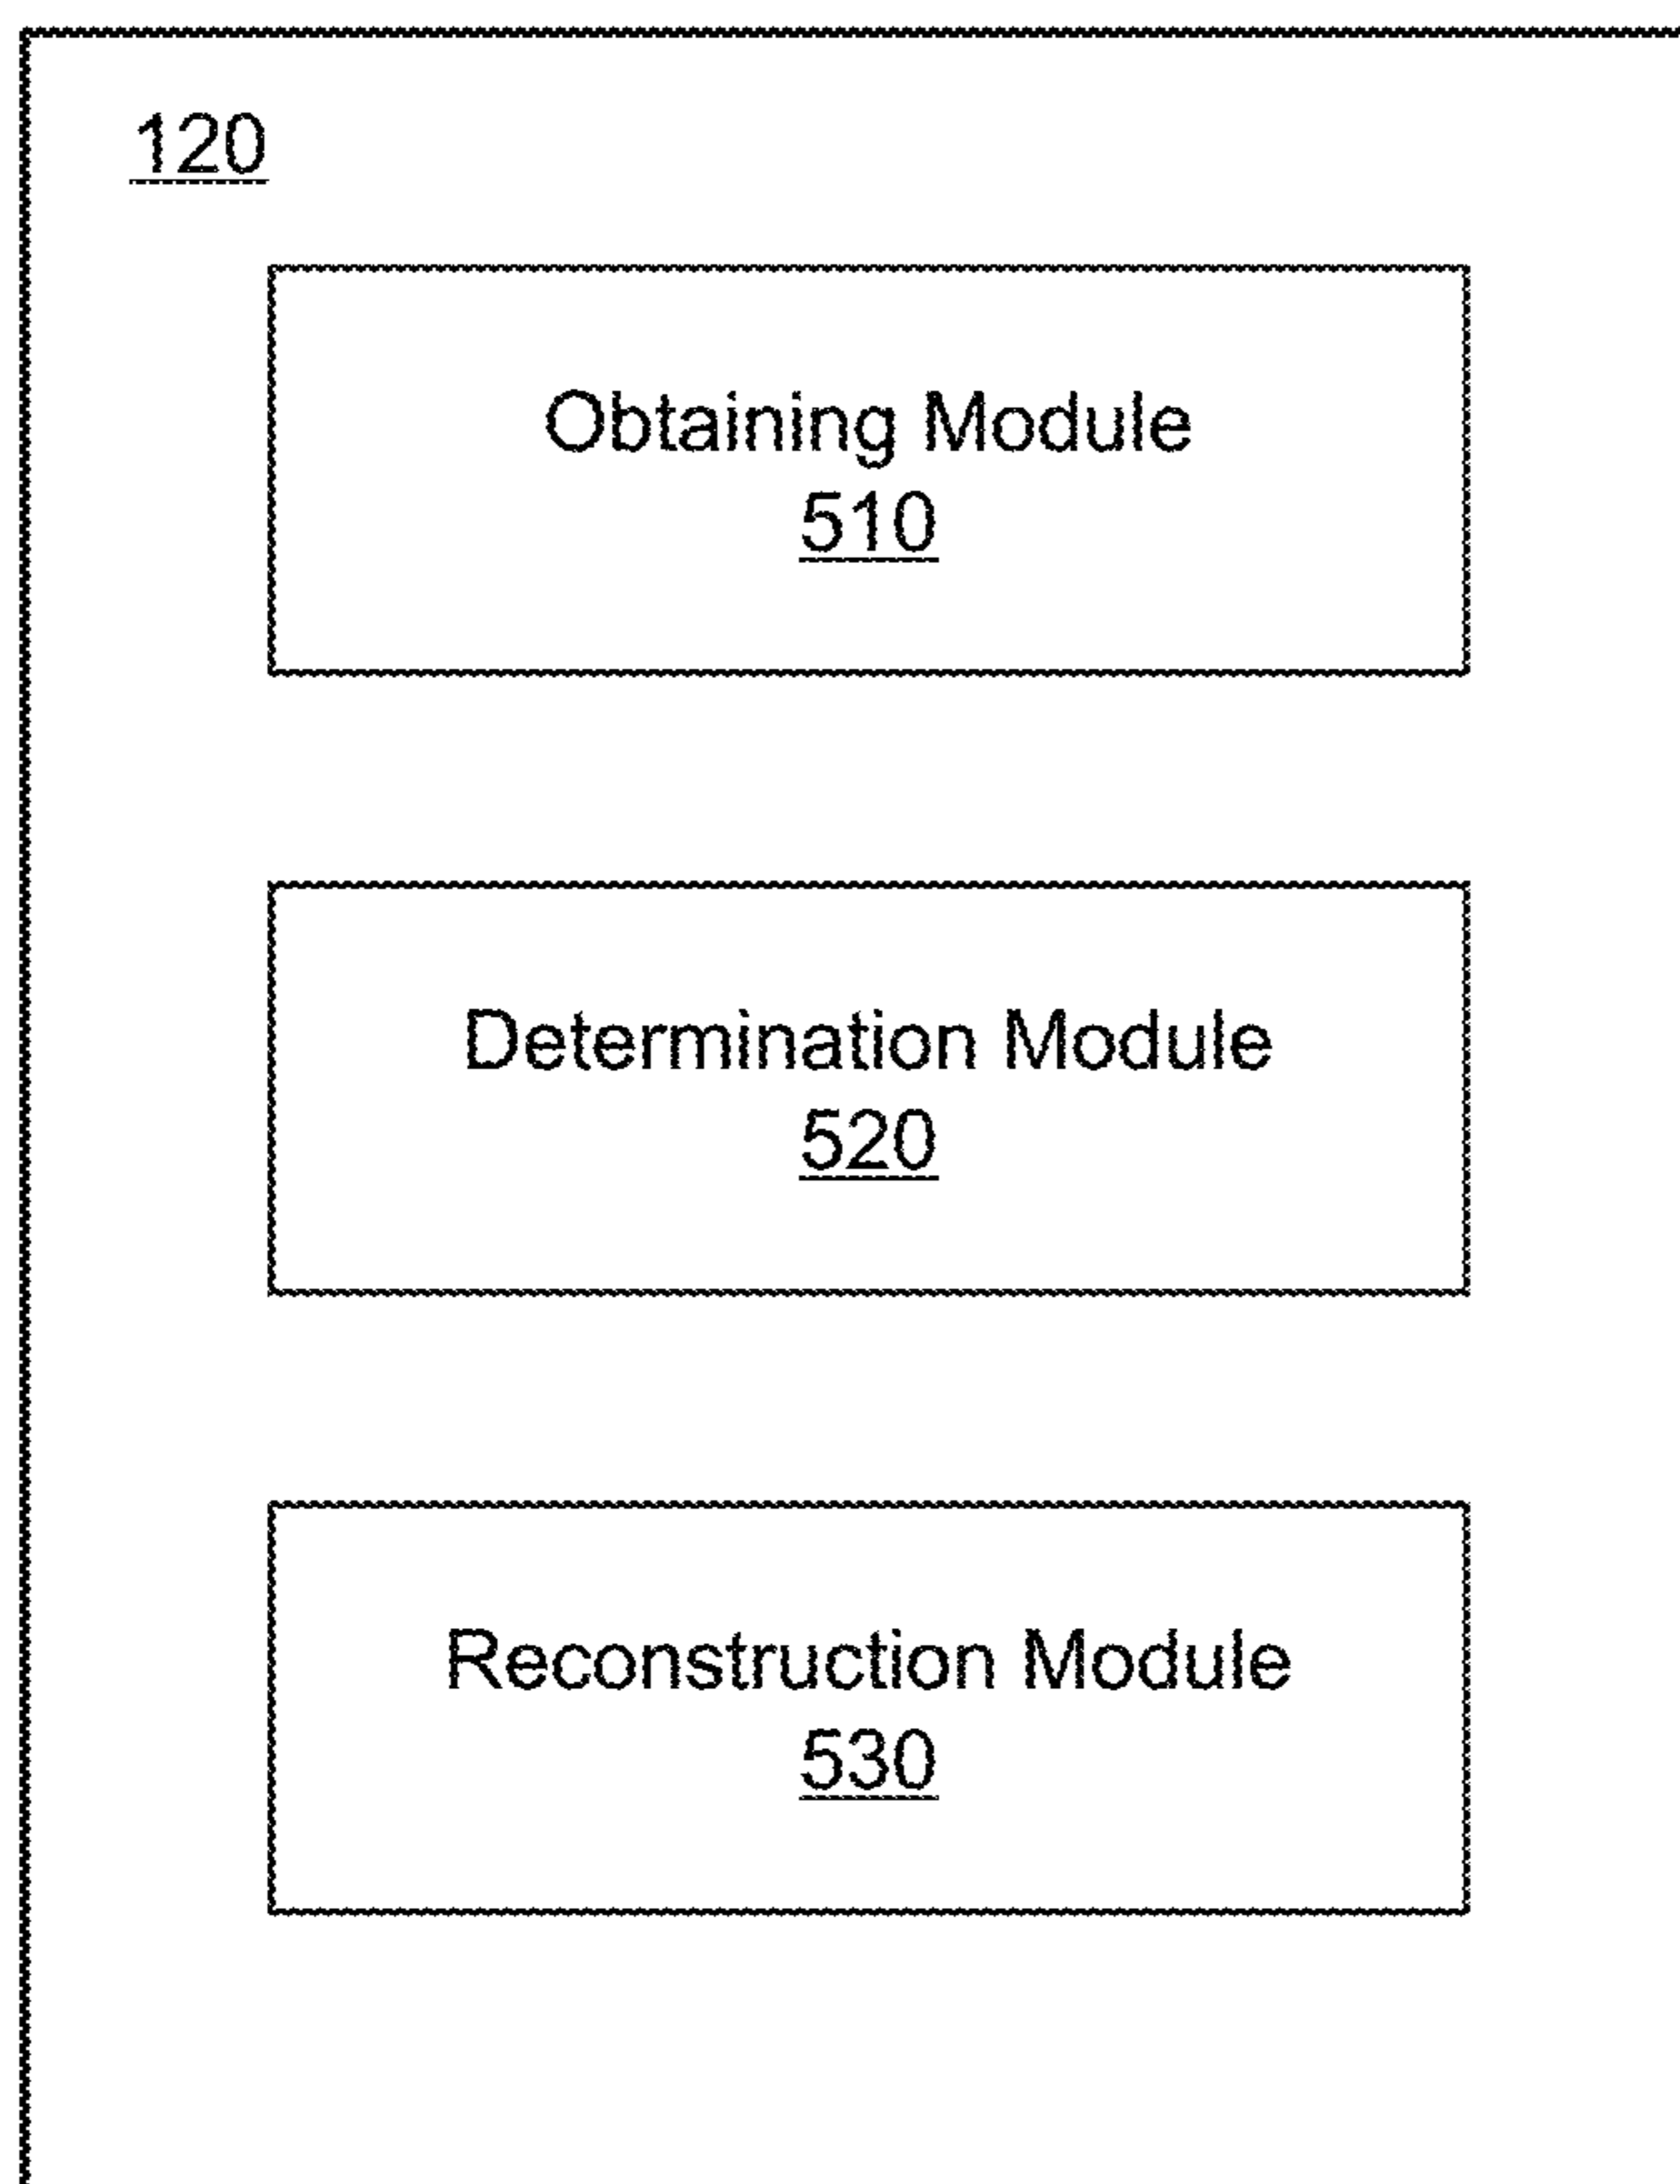 120
Obtaining Module
510
Determination Module
520
Reconstruction Module
530